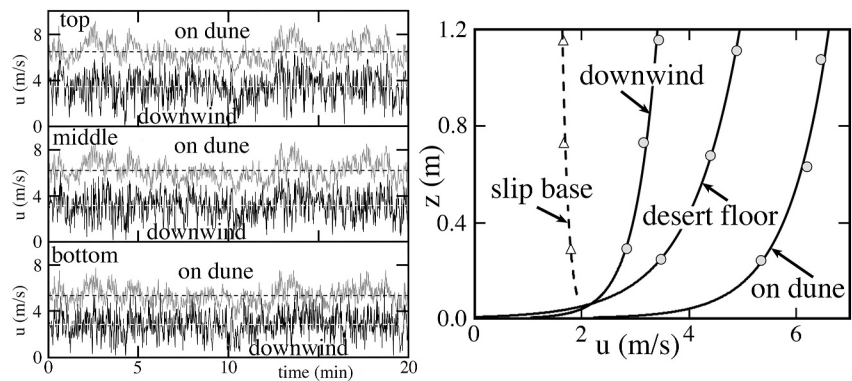 top
on dune
8
4
0
u (m/s)
downwind
middle
on dune
8
4
0
u (m/s)
downwind
bottom
on dune
8
4
0
u (m/s)
downwind
0 5 10 20
time (min)
1.2
0.8
0.4
0.0
z (m)
downwind
slip base
desert floor
on dune
0 2 4 6
u (m/s)